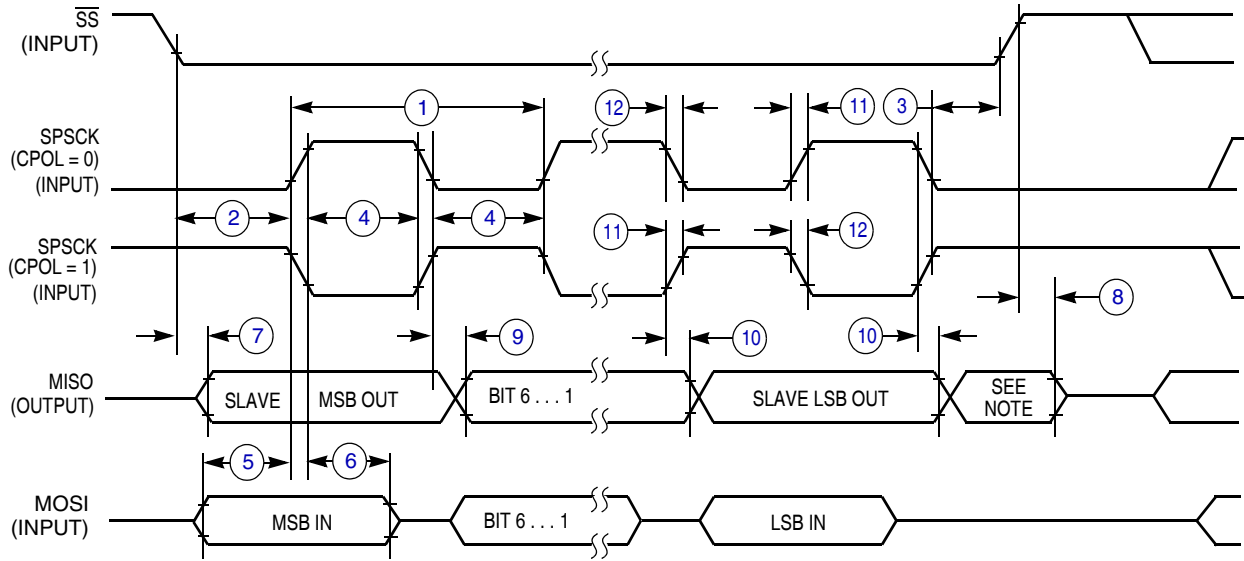 SS
(INPUT)
1
12
11
3
SPSCK
(CPOL = 0)
(INPUT)
2
4
4
11
12
SPSCK
(CPOL = 1)
(INPUT)
8
7
9
10
10
MISO
(OUTPUT)
SLAVE
MSB OUT
BIT 6 . . . 1
SLAVE LSB OUT
SEE
NOTE
5
6
MOSI
(INPUT)
MSB IN
BIT 6 . . . 1
LSB IN